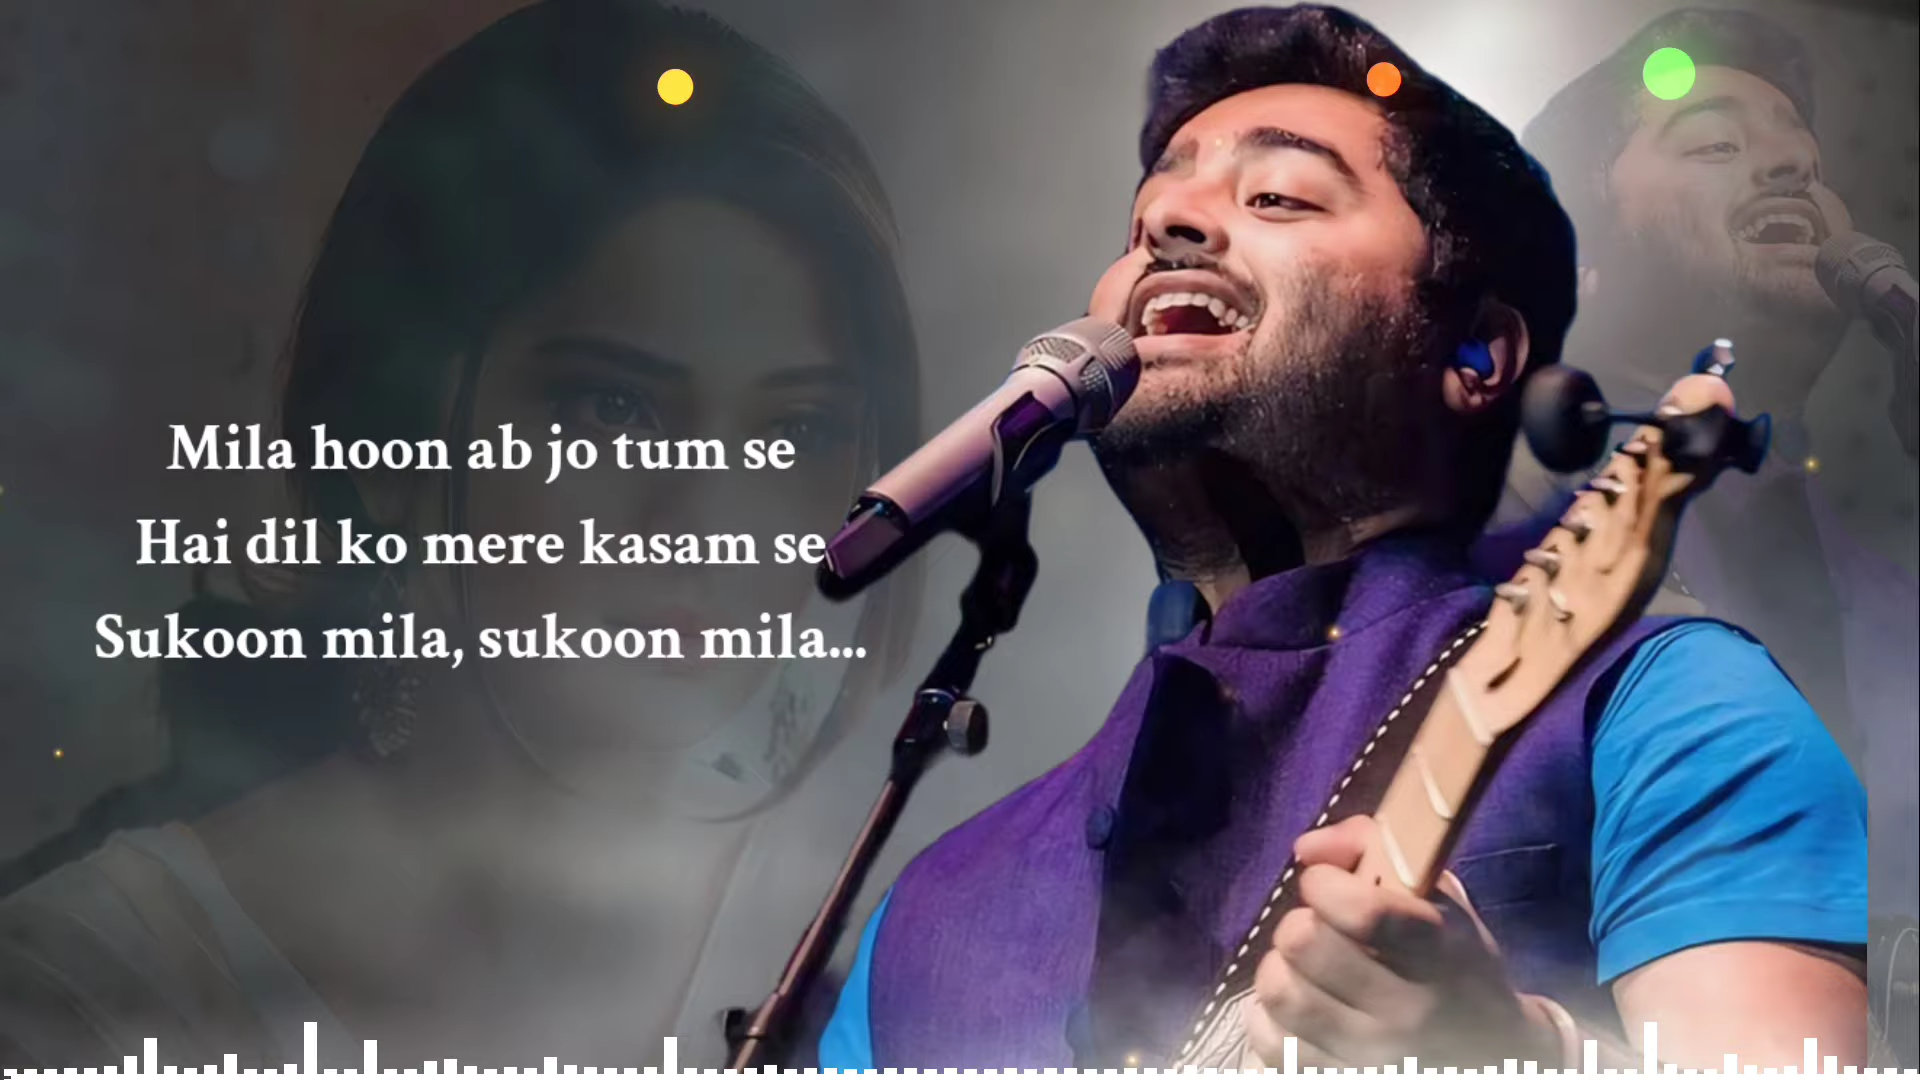 Mila hoon ab jo tum se
Hai dil ko mere kasam se
Sukoon mila, sukoon mila...